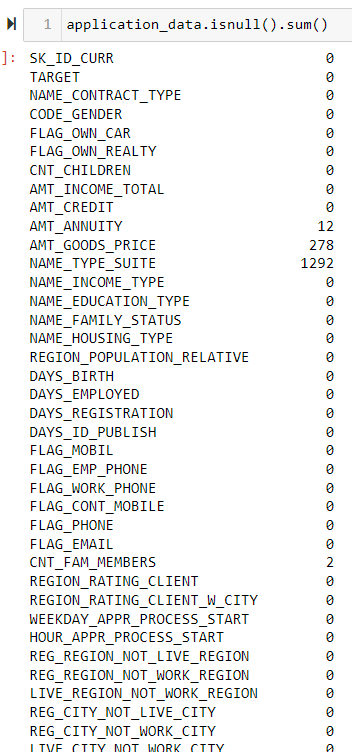 1 application_data.isnull().sum()
]: SK_ID_CURR 0
TARGET 0
NAME_CONTRACT_TYPE 0
CODE_GENDER 0
FLAG_OWN_CAR 0
FLAG_OWN_REALTY 0
CNT_CHILDREN 0
AMT_INCOME_TOTAL 0
AMT_CREDIT 0
AMT_ANNUITY 12
AMT_GOODS_PRICE 278
NAME_TYPE_SUITE 1292
NAME_INCOME_TYPE 0
NAME_EDUCATION_TYPE 0
NAME_FAMILY_STATUS 0
NAME_HOUSING_TYPE 0
REGION_POPULATION_RELATIVE 0
DAYS_BIRTH 0
DAYS_EMPLOYED 0
DAYS_REGISTRATION 0
DAYS_ID_PUBLISH 0
FLAG_MOBIL 0
FLAG_EMP_PHONE 0
FLAG_WORK_PHONE 0
FLAG_CONT_MOBILE 0
FLAG_PHONE 0
FLAG_EMAIL 0
CNT_FAM_MEMBERS 2
REGION_RATING_CLIENT 0
REGION_RATING_CLIENT_W_CITY 0
WEEKDAY_APPR_PROCESS_START 0
HOUR_APPR_PROCESS_START 0
REG_REGION_NOT_LIVE_REGION 0
REG_REGION_NOT_WORK_REGION 0
LIVE_REGION_NOT_WORK_REGION 0
REG_CITY_NOT_LIVE_CITY 0
REG_CITY_NOT_WORK_CITY 0
LIVE_CITY_NOT_WORK_CITY 0